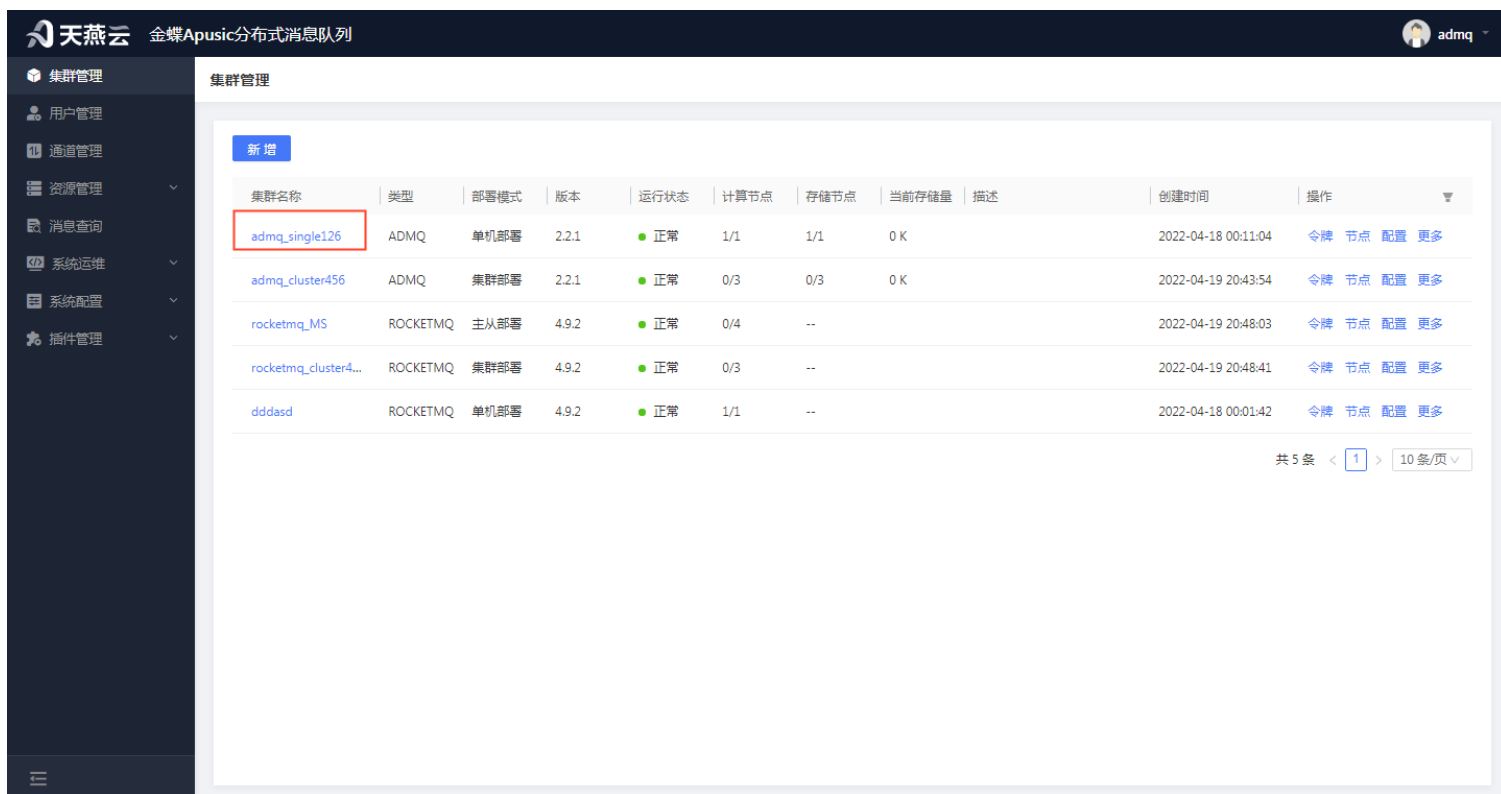 天燕云 金蝶Apusic分布式消息队列 admq
集群管理
用户管理
通道管理
资源管理
消息查询
系统运维
系统配置
插件管理
集群管理
新增
集群名称 类型 部署模式 版本 运行状态 计算节点 存储节点 当前存储量 描述 创建时间 操作
admq_single126 ADMQ 单机部署 2.2.1 正常 1/1 1/1 0 K 2022-04-18 00:11:04 令牌 节点 配置 更多
admq_cluster456 ADMQ 集群部署 2.2.1 正常 0/3 0/3 0 K 2022-04-19 20:43:54 令牌 节点 配置 更多
rocketmq_MS ROCKETMQ 主从部署 4.9.2 正常 0/4 -- 2022-04-19 20:48:03 令牌 节点 配置 更多
rocketmq_cluster4... ROCKETMQ 集群部署 4.9.2 正常 0/3 -- 2022-04-19 20:48:41 令牌 节点 配置 更多
dddasd ROCKETMQ 单机部署 4.9.2 正常 1/1 -- 2022-04-18 00:01:42 令牌 节点 配置 更多
共 5 条 < 1 > 10 条/页